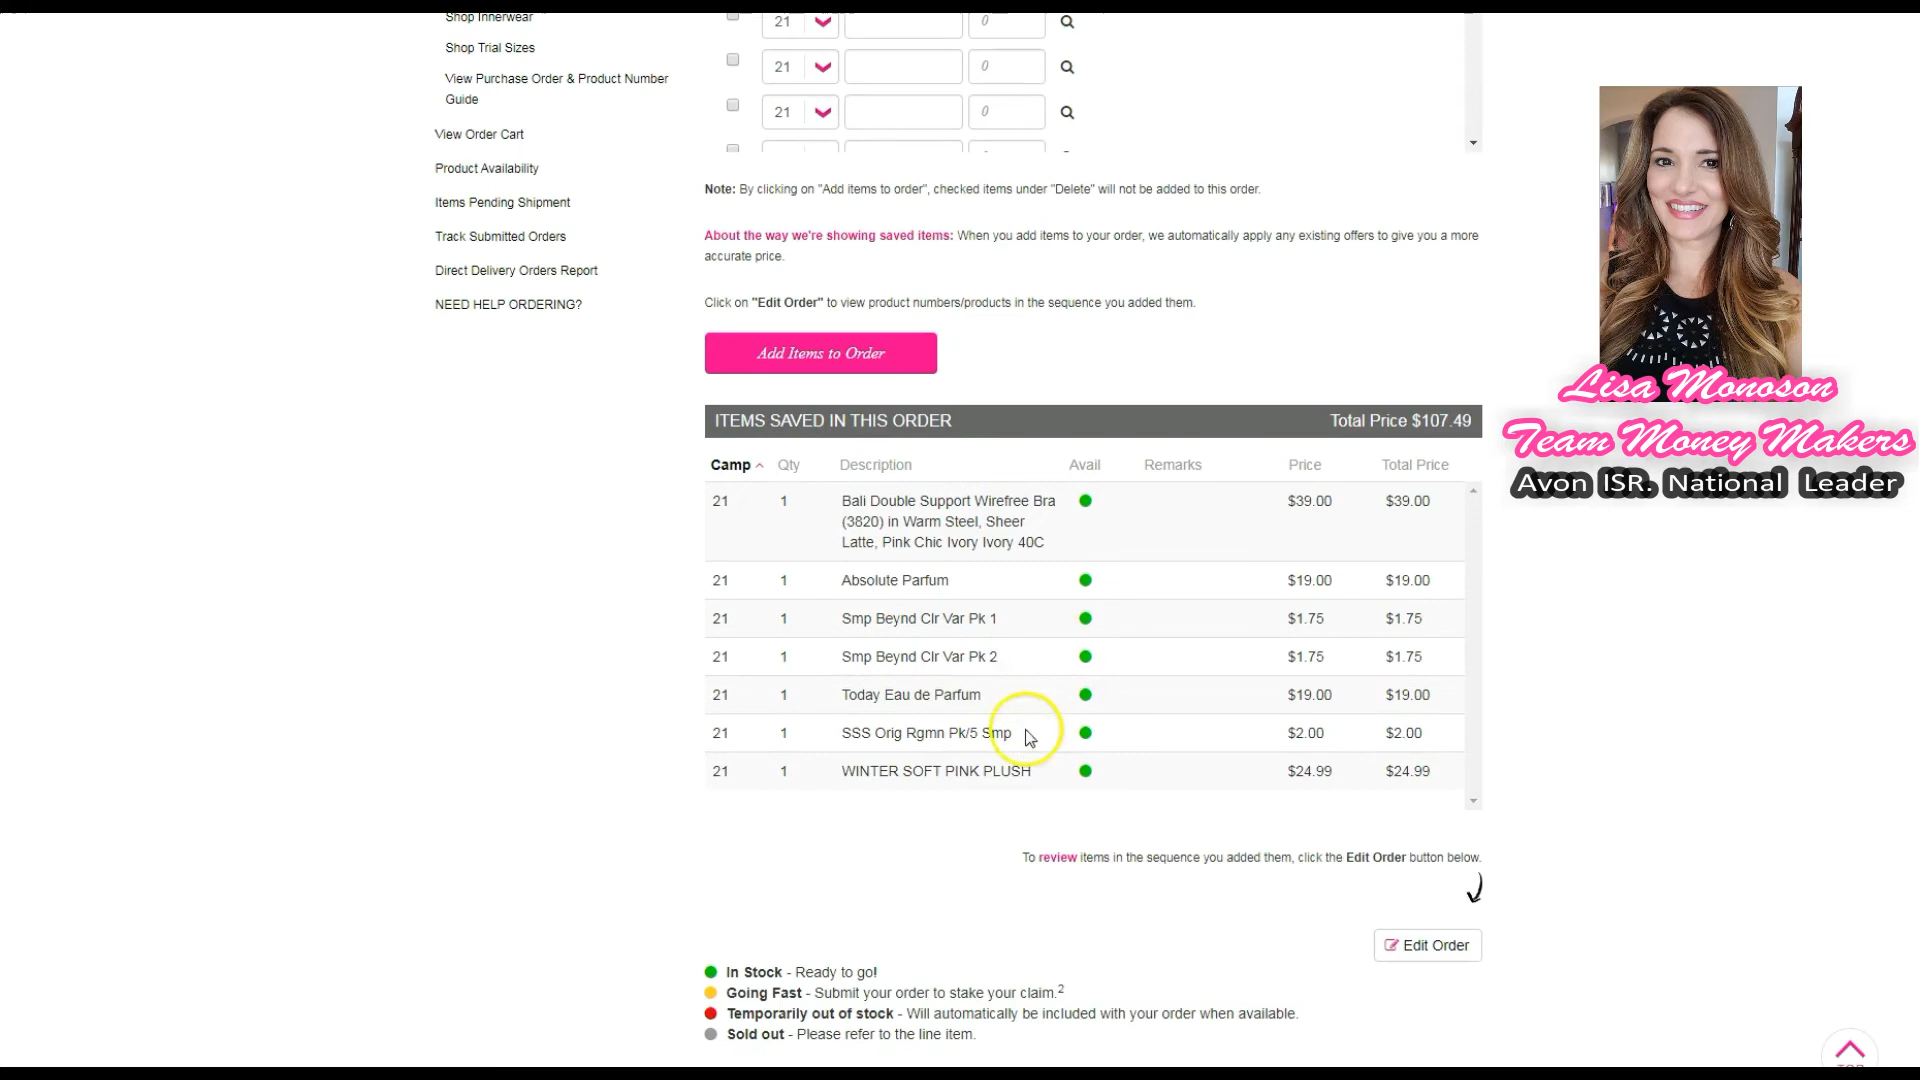 Shop Innerwear
Shop Trial Sizes
View Purchase Order & Product Number
Guide
View Order Cart
Product Availability
Items Pending Shipment
Track Submitted Orders
Direct Delivery Orders Report
NEED HELP ORDERING?
21 0
21 0
21 0
Note: By clicking on "Add items to order", checked items under "Delete" will not be added to this order.
About the way we're showing saved items: When you add items to your order, we automatically apply any existing offers to give you a more
accurate price.
Click on "Edit Order" to view product numbers/products in the sequence you added them.
Add Items to Order
ITEMS SAVED IN THIS ORDER Total Price $107.49
Camp Qty Description Avail Remarks Price Total Price
21 1 Bali Double Support Wirefree Bra $39.00 $39.00
(3820) in Warm Steel, Sheer
Latte, Pink Chic Ivory Ivory 40C
21 1 Absolute Parfum $19.00 $19.00
21 1 Smp Beynd Clr Var Pk 1 $1.75 $1.75
21 1 Smp Beynd Clr Var Pk 2 $1.75 $1.75
21 1 Today Eau de Parfum $19.00 $19.00
21 1 SSS Orig Rgmn Pk/5 Smp $2.00 $2.00
21 1 WINTER SOFT PINK PLUSH $24.99 $24.99
To review items in the sequence you added them, click the Edit Order button below.
Edit Order
In Stock - Ready to go!
Going Fast - Submit your order to stake your claim.2
Temporarily out of stock - Will automatically be included with your order when available.
Sold out - Please refer to the line item.
Lisa Monoson
Team Money Makers
Avon ISR. National Leader